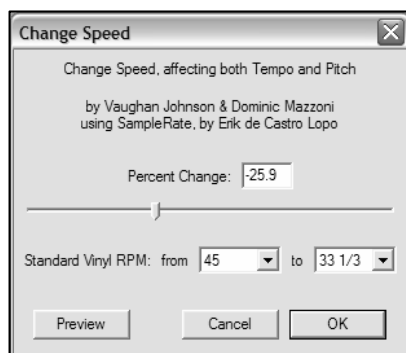 Change Speed
Change Speed, affecting both Tempo and Pitch
by Vaughan Johnson & Dominic Mazzoni
using SampleRate, by Erik de Castro Lopo
Percent Change: -25.9
Standard Vinyl RPM: from 45 to 33 1/3
Preview Cancel OK